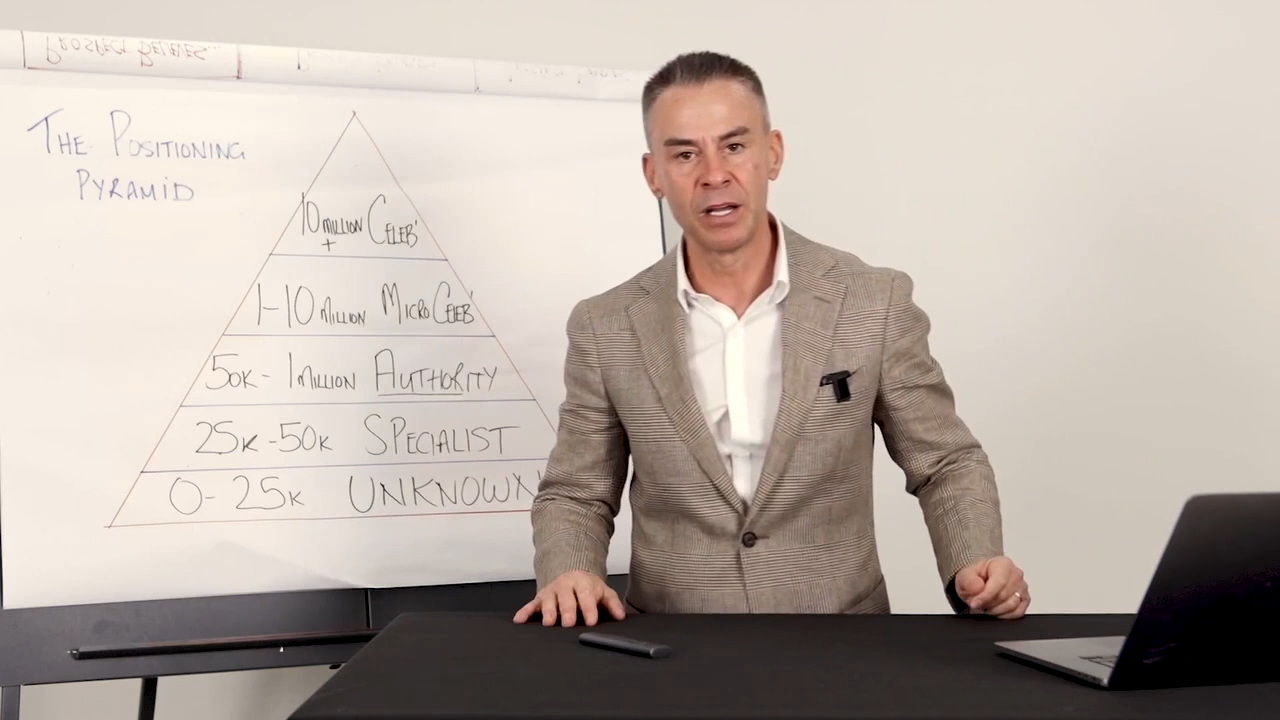 THE POSITIONING
PYRAMID
10 MILLION CELEB'
+
1-10 MILLION MICRO CELEB'
50K - 1 MILLION AUTHORITY
25K - 50K SPECIALIST
0 - 25K UNKNOWN